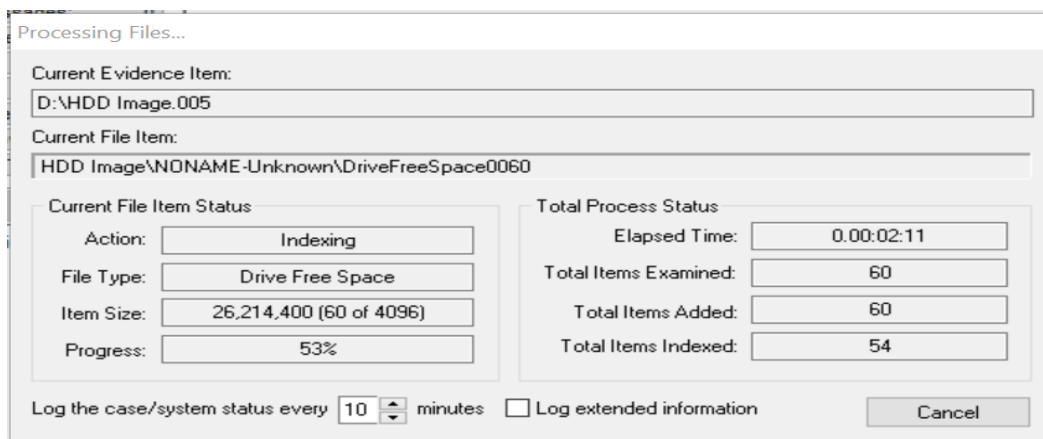 Processing Files...
Current Evidence Item:
D:\HDD Image.005
Current File Item:
HDD Image\NONAME-Unknown\DriveFreeSpace0060
Current File Item Status
Action: Indexing
File Type: Drive Free Space
Item Size: 26,214,400 (60 of 4096)
Progress: 53%
Total Process Status
Elapsed Time: 0.00:02:11
Total Items Examined: 60
Total Items Added: 60
Total Items Indexed: 54
Log the case/system status every 10 minutes Log extended information Cancel